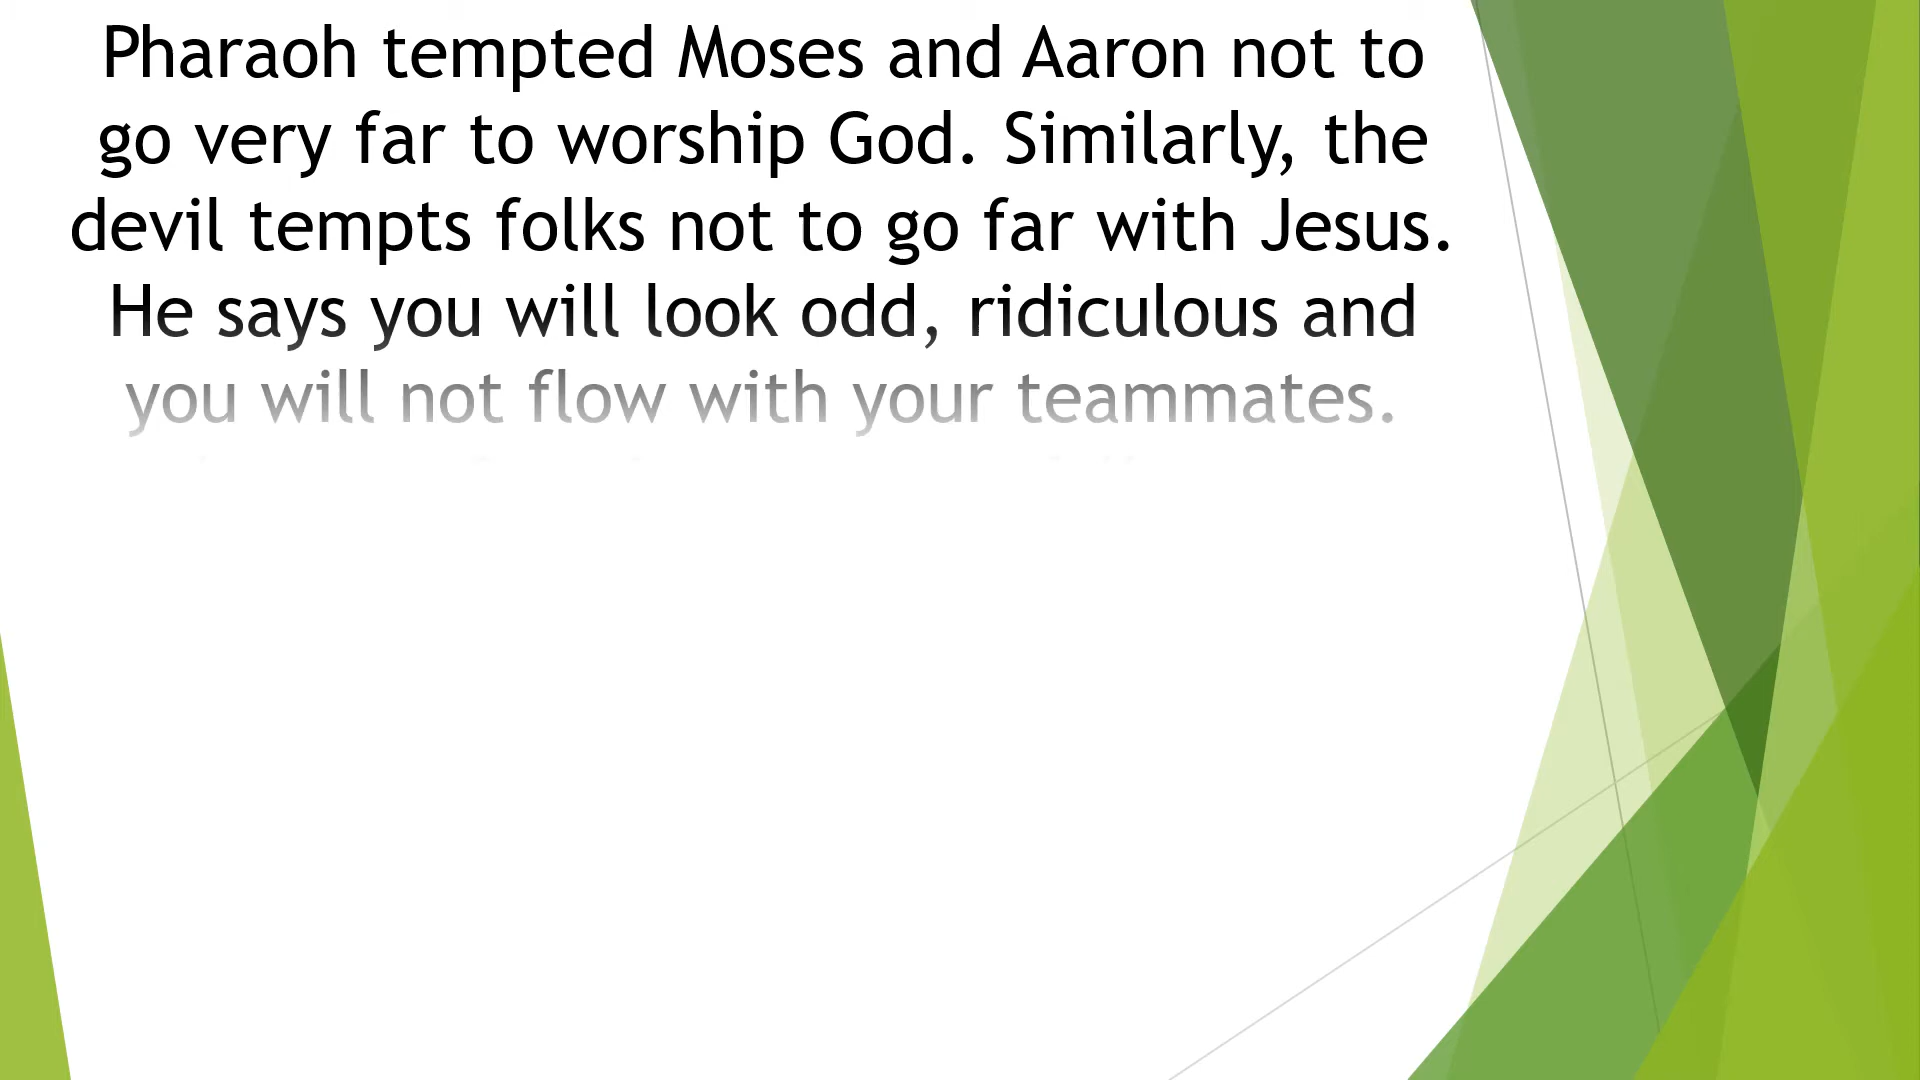 Pharaoh tempted Moses and Aaron not to
go very far to worship God. Similarly, the
devil tempts folks not to go far with Jesus.
He says you will look odd, ridiculous and
you will not flow with your teammates.